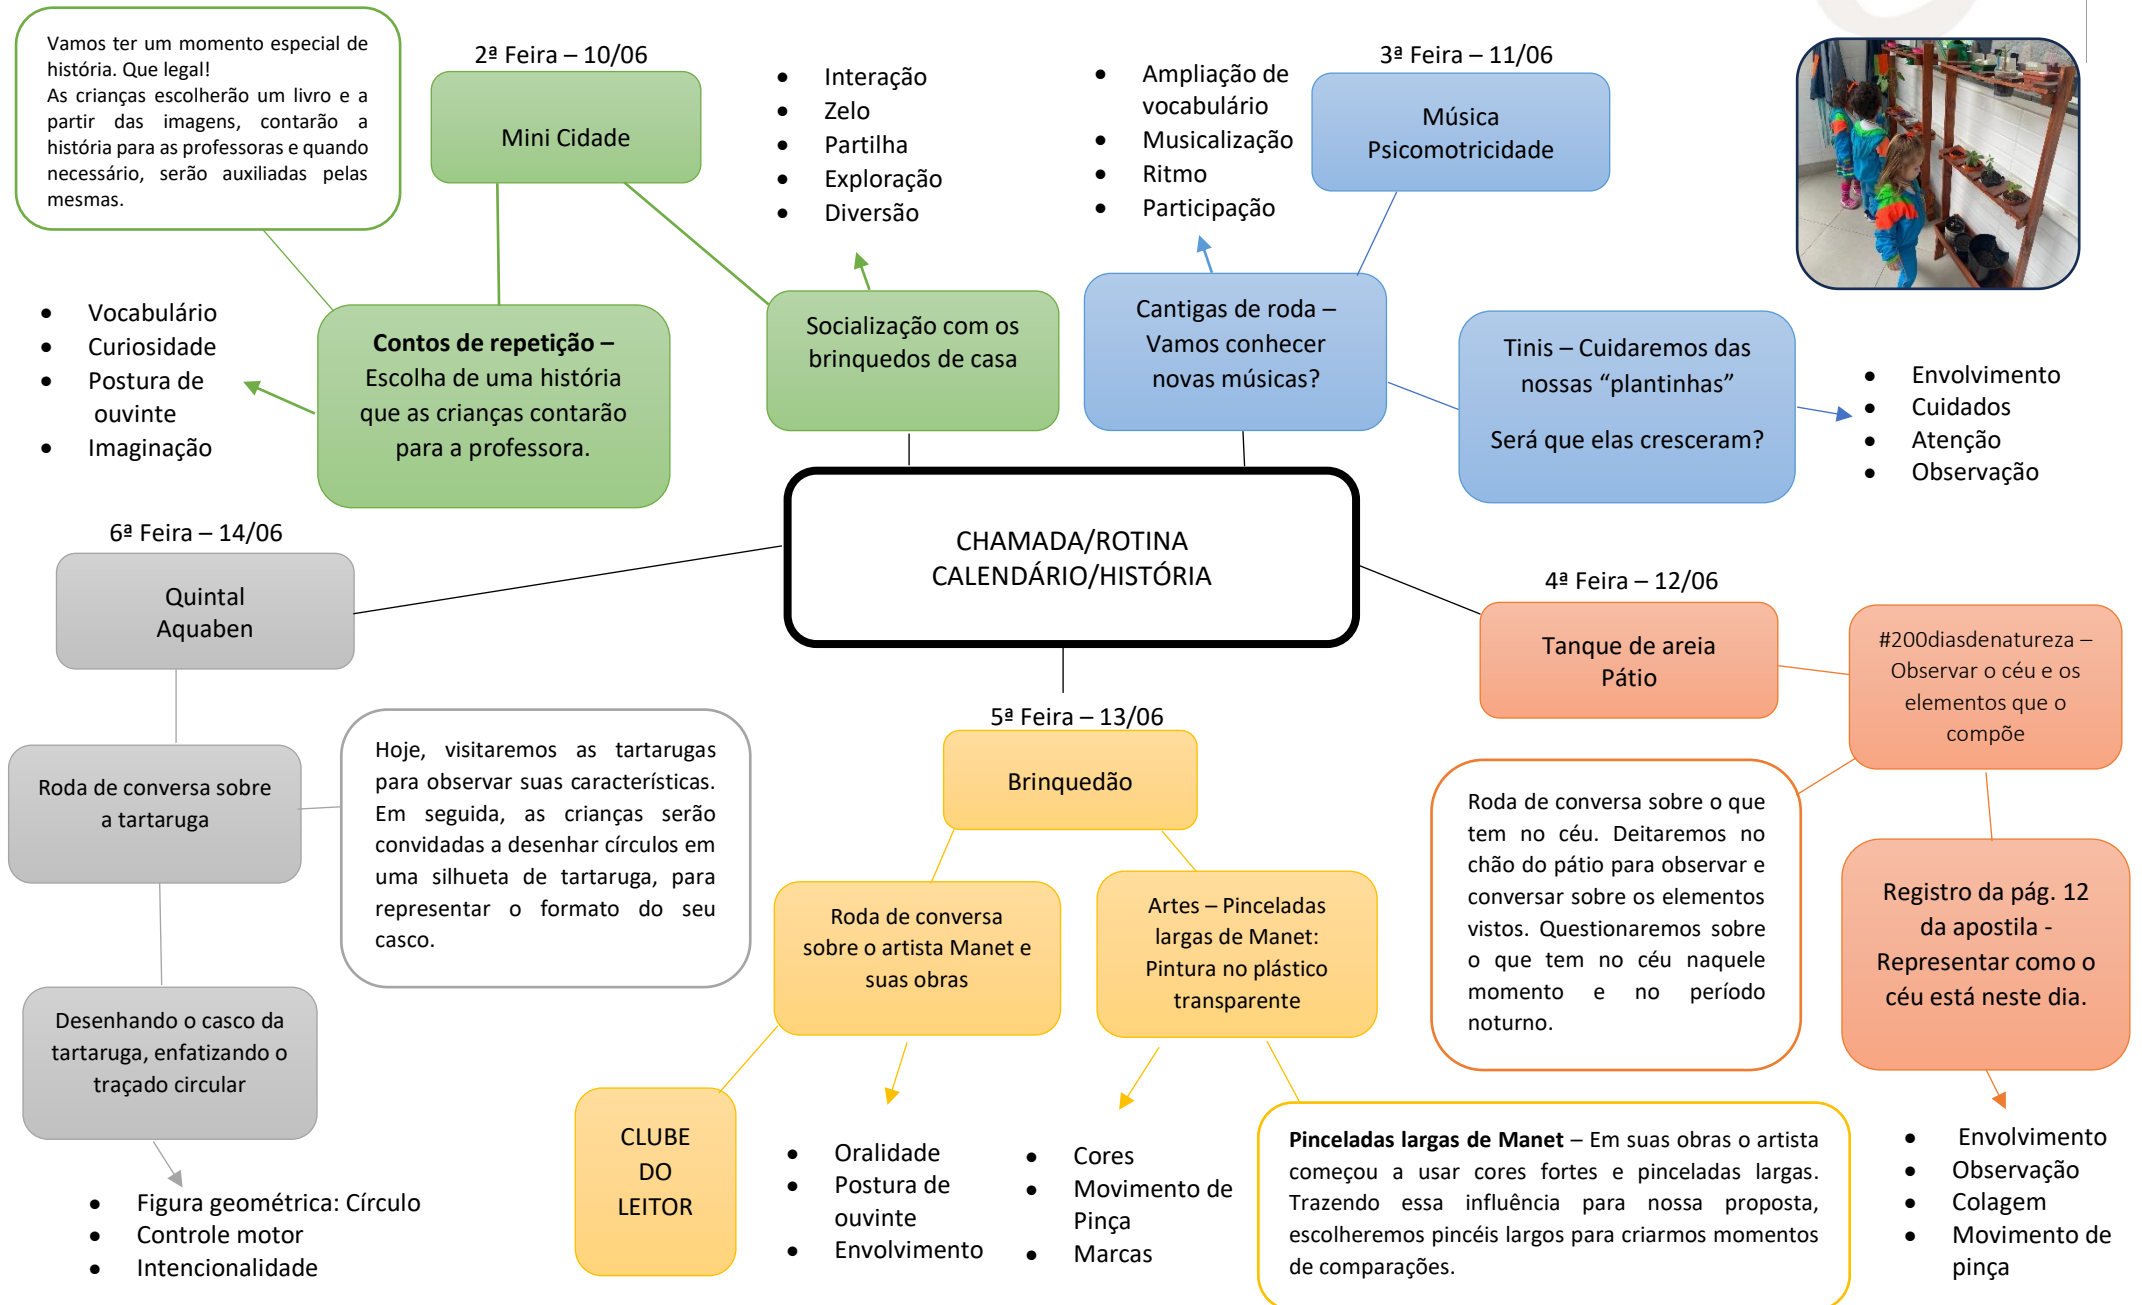 Vamos ter um momento especial de
história. Que legal!
As crianças escolherão um livro e a
partir das imagens, contarão a
história para as professoras e quando
necessário, serão auxiliadas pelas
mesmas.
2ª Feira – 10/06
Mini Cidade
• Interação
• Zelo
• Partilha
• Exploração
• Diversão
• Vocabulário
• Curiosidade
• Postura de
ouvinte
• Imaginação
Contos de repetição –
Escolha de uma história
que as crianças contarão
para a professora.
Socialização com os
brinquedos de casa
3ª Feira – 11/06
Música
Psicomotricidade
• Ampliação de
vocabulário
• Musicalização
• Ritmo
• Participação
Cantigas de roda –
Vamos conhecer
novas músicas?
Tinis – Cuidaremos das
nossas “plantinhas”
Será que elas cresceram?
• Envolvimento
• Cuidados
• Atenção
• Observação
CHAMADA/ROTINA
CALENDÁRIO/HISTÓRIA
6ª Feira – 14/06
Quintal
Aquaben
Roda de conversa sobre
a tartaruga
Hoje, visitaremos as tartarugas
para observar suas características.
Em seguida, as crianças serão
convidadas a desenhar círculos em
uma silhueta de tartaruga, para
representar o formato do seu
casco.
Desenhando o casco da
tartaruga, enfatizando o
traçado circular
• Figura geométrica: Círculo
• Controle motor
• Intencionalidade
5ª Feira – 13/06
Brinquedão
Roda de conversa
sobre o artista Manet e
suas obras
Artes – Pinceladas
largas de Manet:
Pintura no plástico
transparente
CLUBE
DO
LEITOR
• Oralidade
• Postura de
ouvinte
• Envolvimento
• Cores
• Movimento de
Pinça
• Marcas
Pinceladas largas de Manet – Em suas obras o artista
começou a usar cores fortes e pinceladas largas.
Trazendo essa influência para nossa proposta,
escolheremos pincéis largos para criarmos momentos
de comparações.
4ª Feira – 12/06
Tanque de areia
Pátio
#200diasdenatureza –
Observar o céu e os
elementos que o
compõe
Roda de conversa sobre o que
tem no céu. Deitaremos no
chão do pátio para observar e
conversar sobre os elementos
vistos. Questionaremos sobre
o que tem no céu naquele
momento e no período
noturno.
Registro da pág. 12
da apostila -
Representar como o
céu está neste dia.
• Envolvimento
• Observação
• Colagem
• Movimento de
pinça